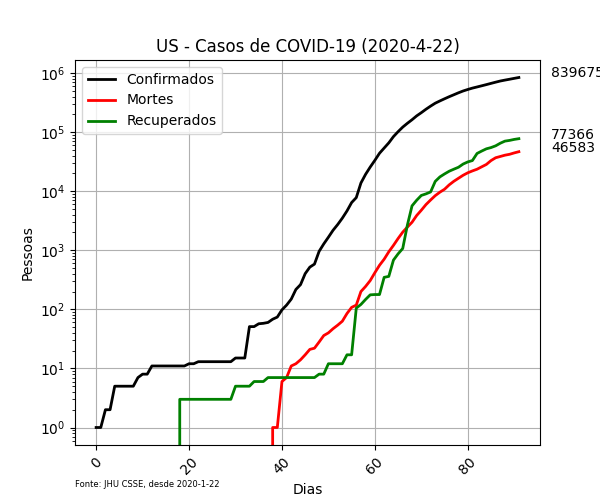 US - Casos de COVID-19 (2020-4-22)
Confirmados
Mortes
Recuperados
10^6
10^5
10^4
10^3
10^2
10^1
10^0
Pessoas
839675
77366
46583
0
20
40
60
80
Dias
Fonte: JHU CSSE, desde 2020-1-22